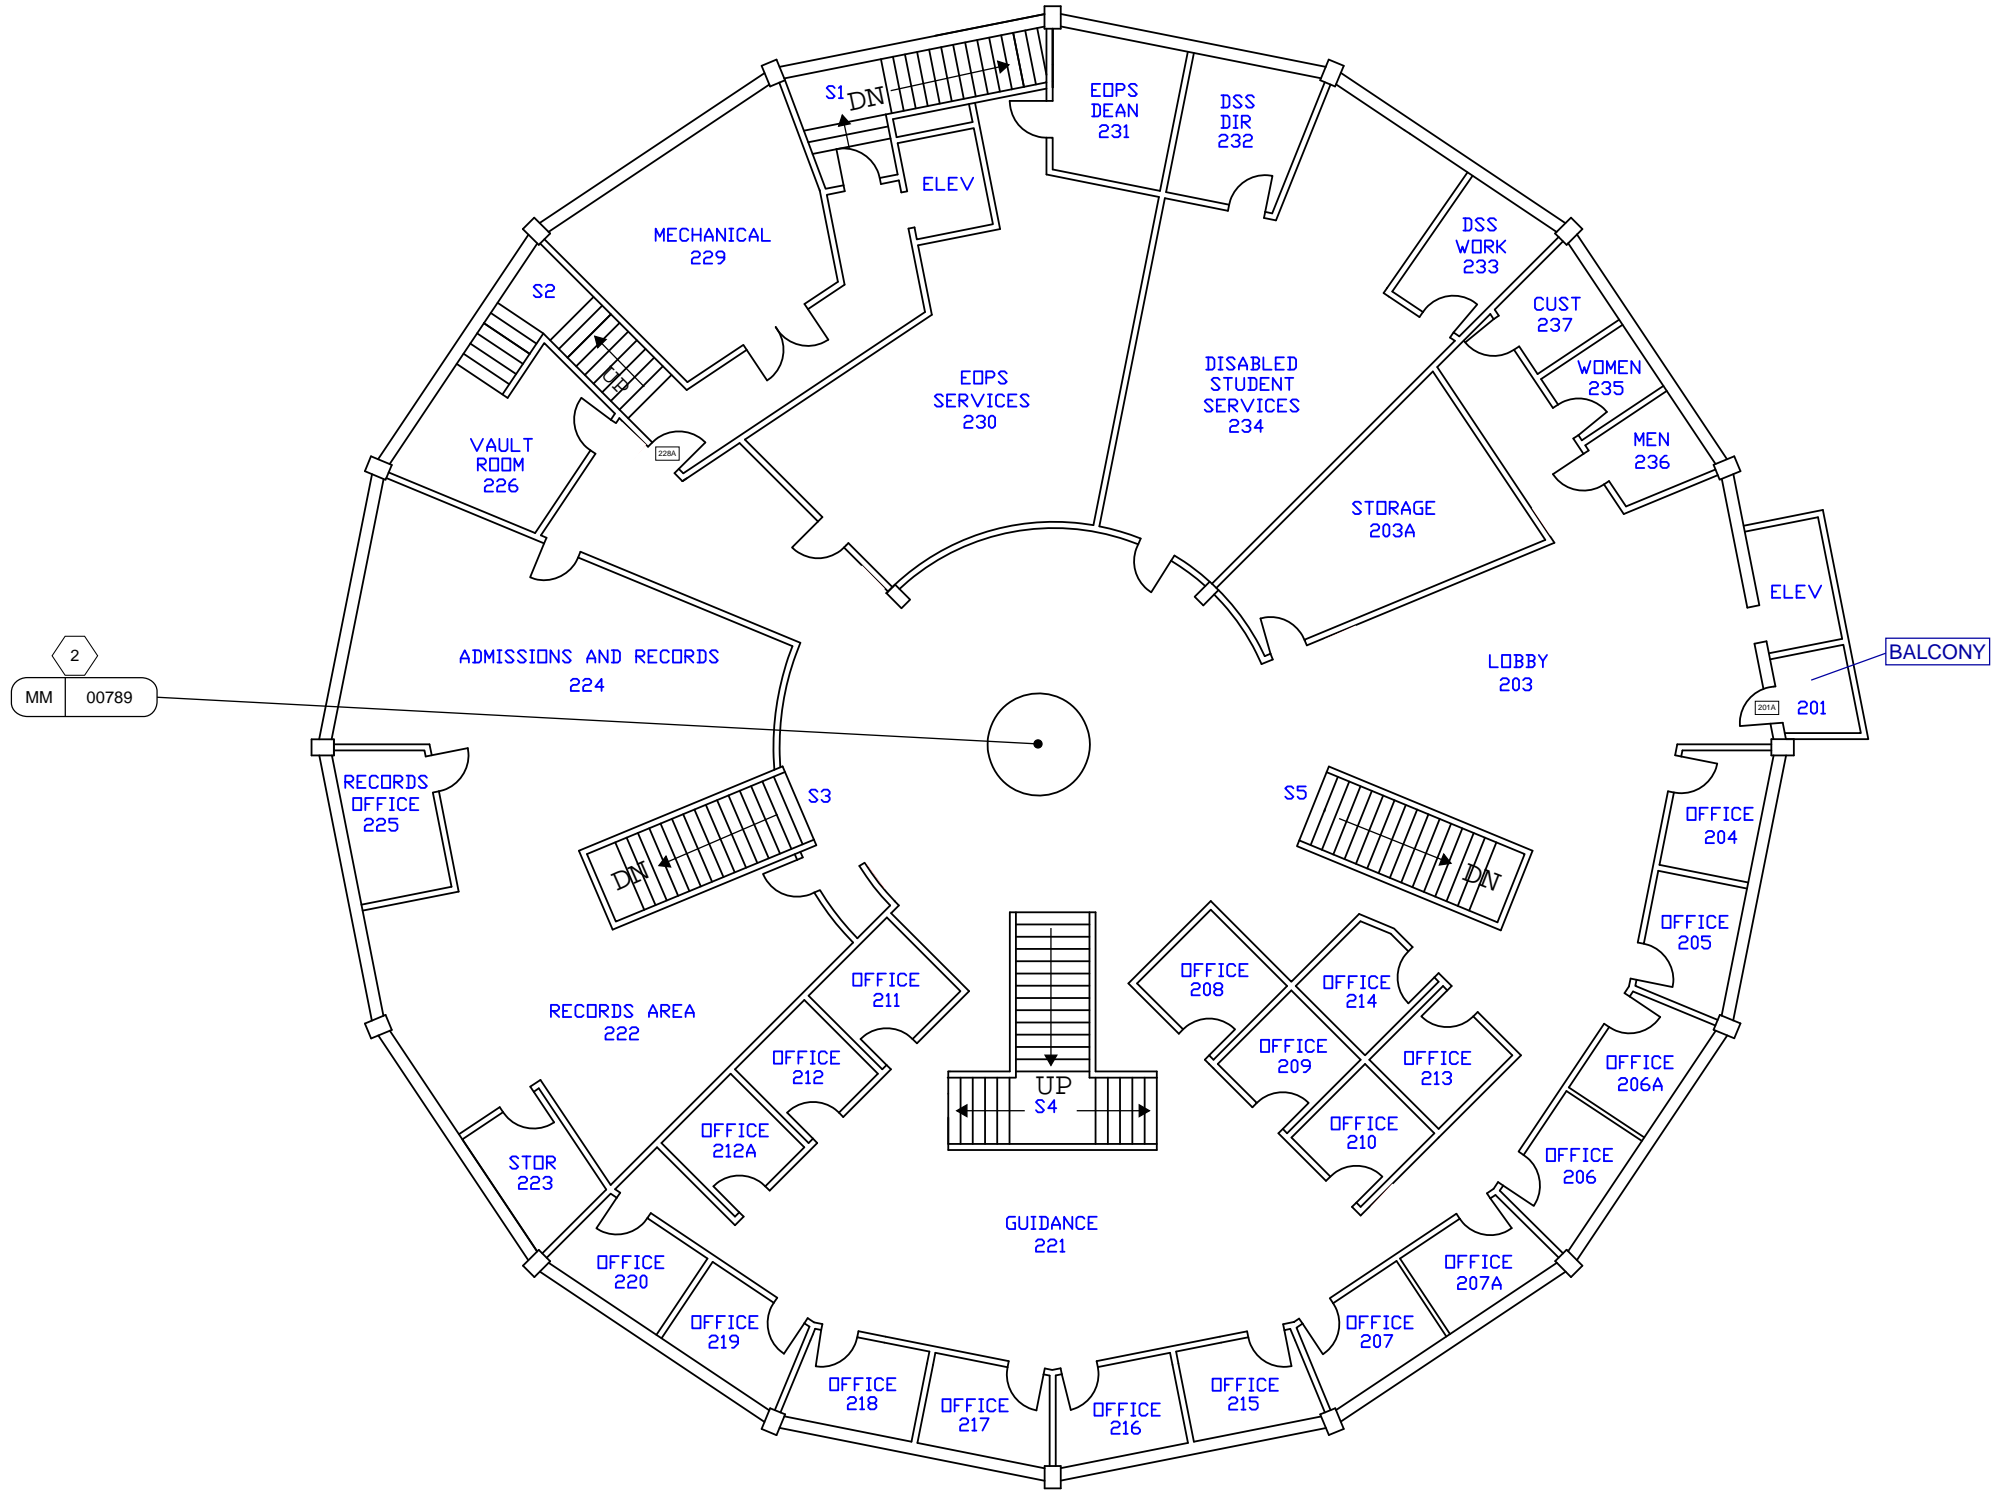 S1
DN
EOPS
DEAN
231
DSS
DIR
232
ELEV
MECHANICAL
229
DSS
WORK
233
S2
UP
CUST
237
WOMEN
235
MEN
236
EOPS
SERVICES
230
DISABLED
STUDENT
SERVICES
234
VAULT
ROOM
226
228A
STORAGE
203A
ELEV
BALCONY
201A
201
LOBBY
203
ADMISSIONS AND RECORDS
224
2
MM 00789
RECORDS
OFFICE
225
S3
DN
S5
DN
OFFICE
204
OFFICE
205
OFFICE
211
OFFICE
208
OFFICE
214
RECORDS AREA
222
OFFICE
212
OFFICE
209
OFFICE
213
OFFICE
206A
UP
S4
OFFICE
212A
OFFICE
210
OFFICE
206
STOR
223
GUIDANCE
221
OFFICE
220
OFFICE
207A
OFFICE
219
OFFICE
207
OFFICE
218
OFFICE
217
OFFICE
216
OFFICE
215